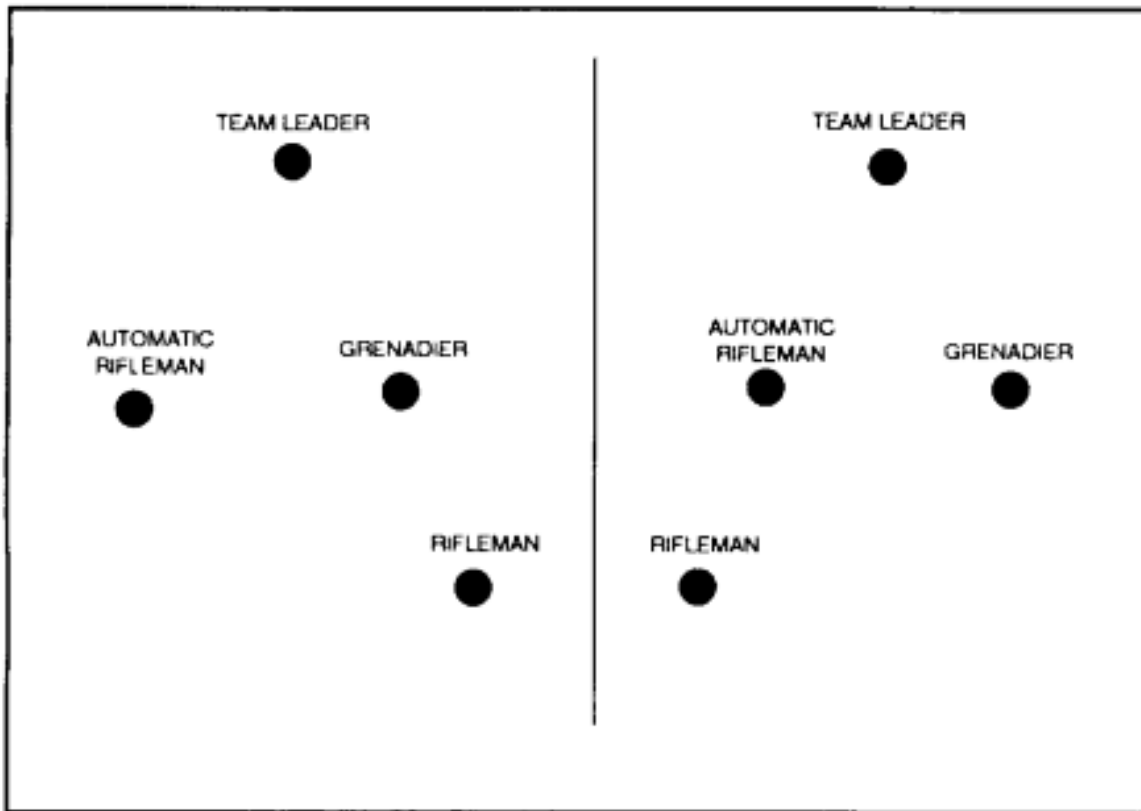 TEAM LEADER
AUTOMATIC
RIFLEMAN
GRENADIER
RIFLEMAN
TEAM LEADER
AUTOMATIC
RIFLEMAN
GRENADIER
RIFLEMAN